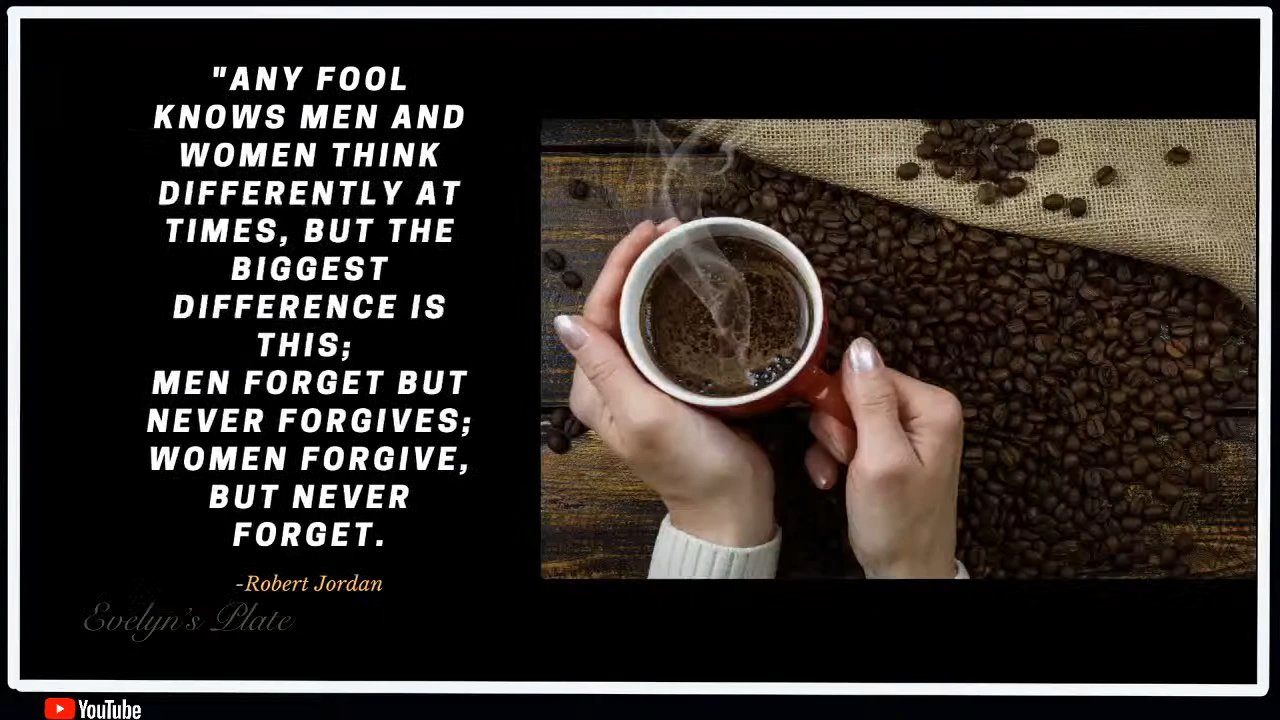 "ANY FOOL
KNOWS MEN AND
WOMEN THINK
DIFFERENTLY AT
TIMES, BUT THE
BIGGEST
DIFFERENCE IS
THIS;
MEN FORGET BUT
NEVER FORGIVES;
WOMEN FORGIVE,
BUT NEVER
FORGET.
-Robert Jordan
Evelyn's Plate
YouTube